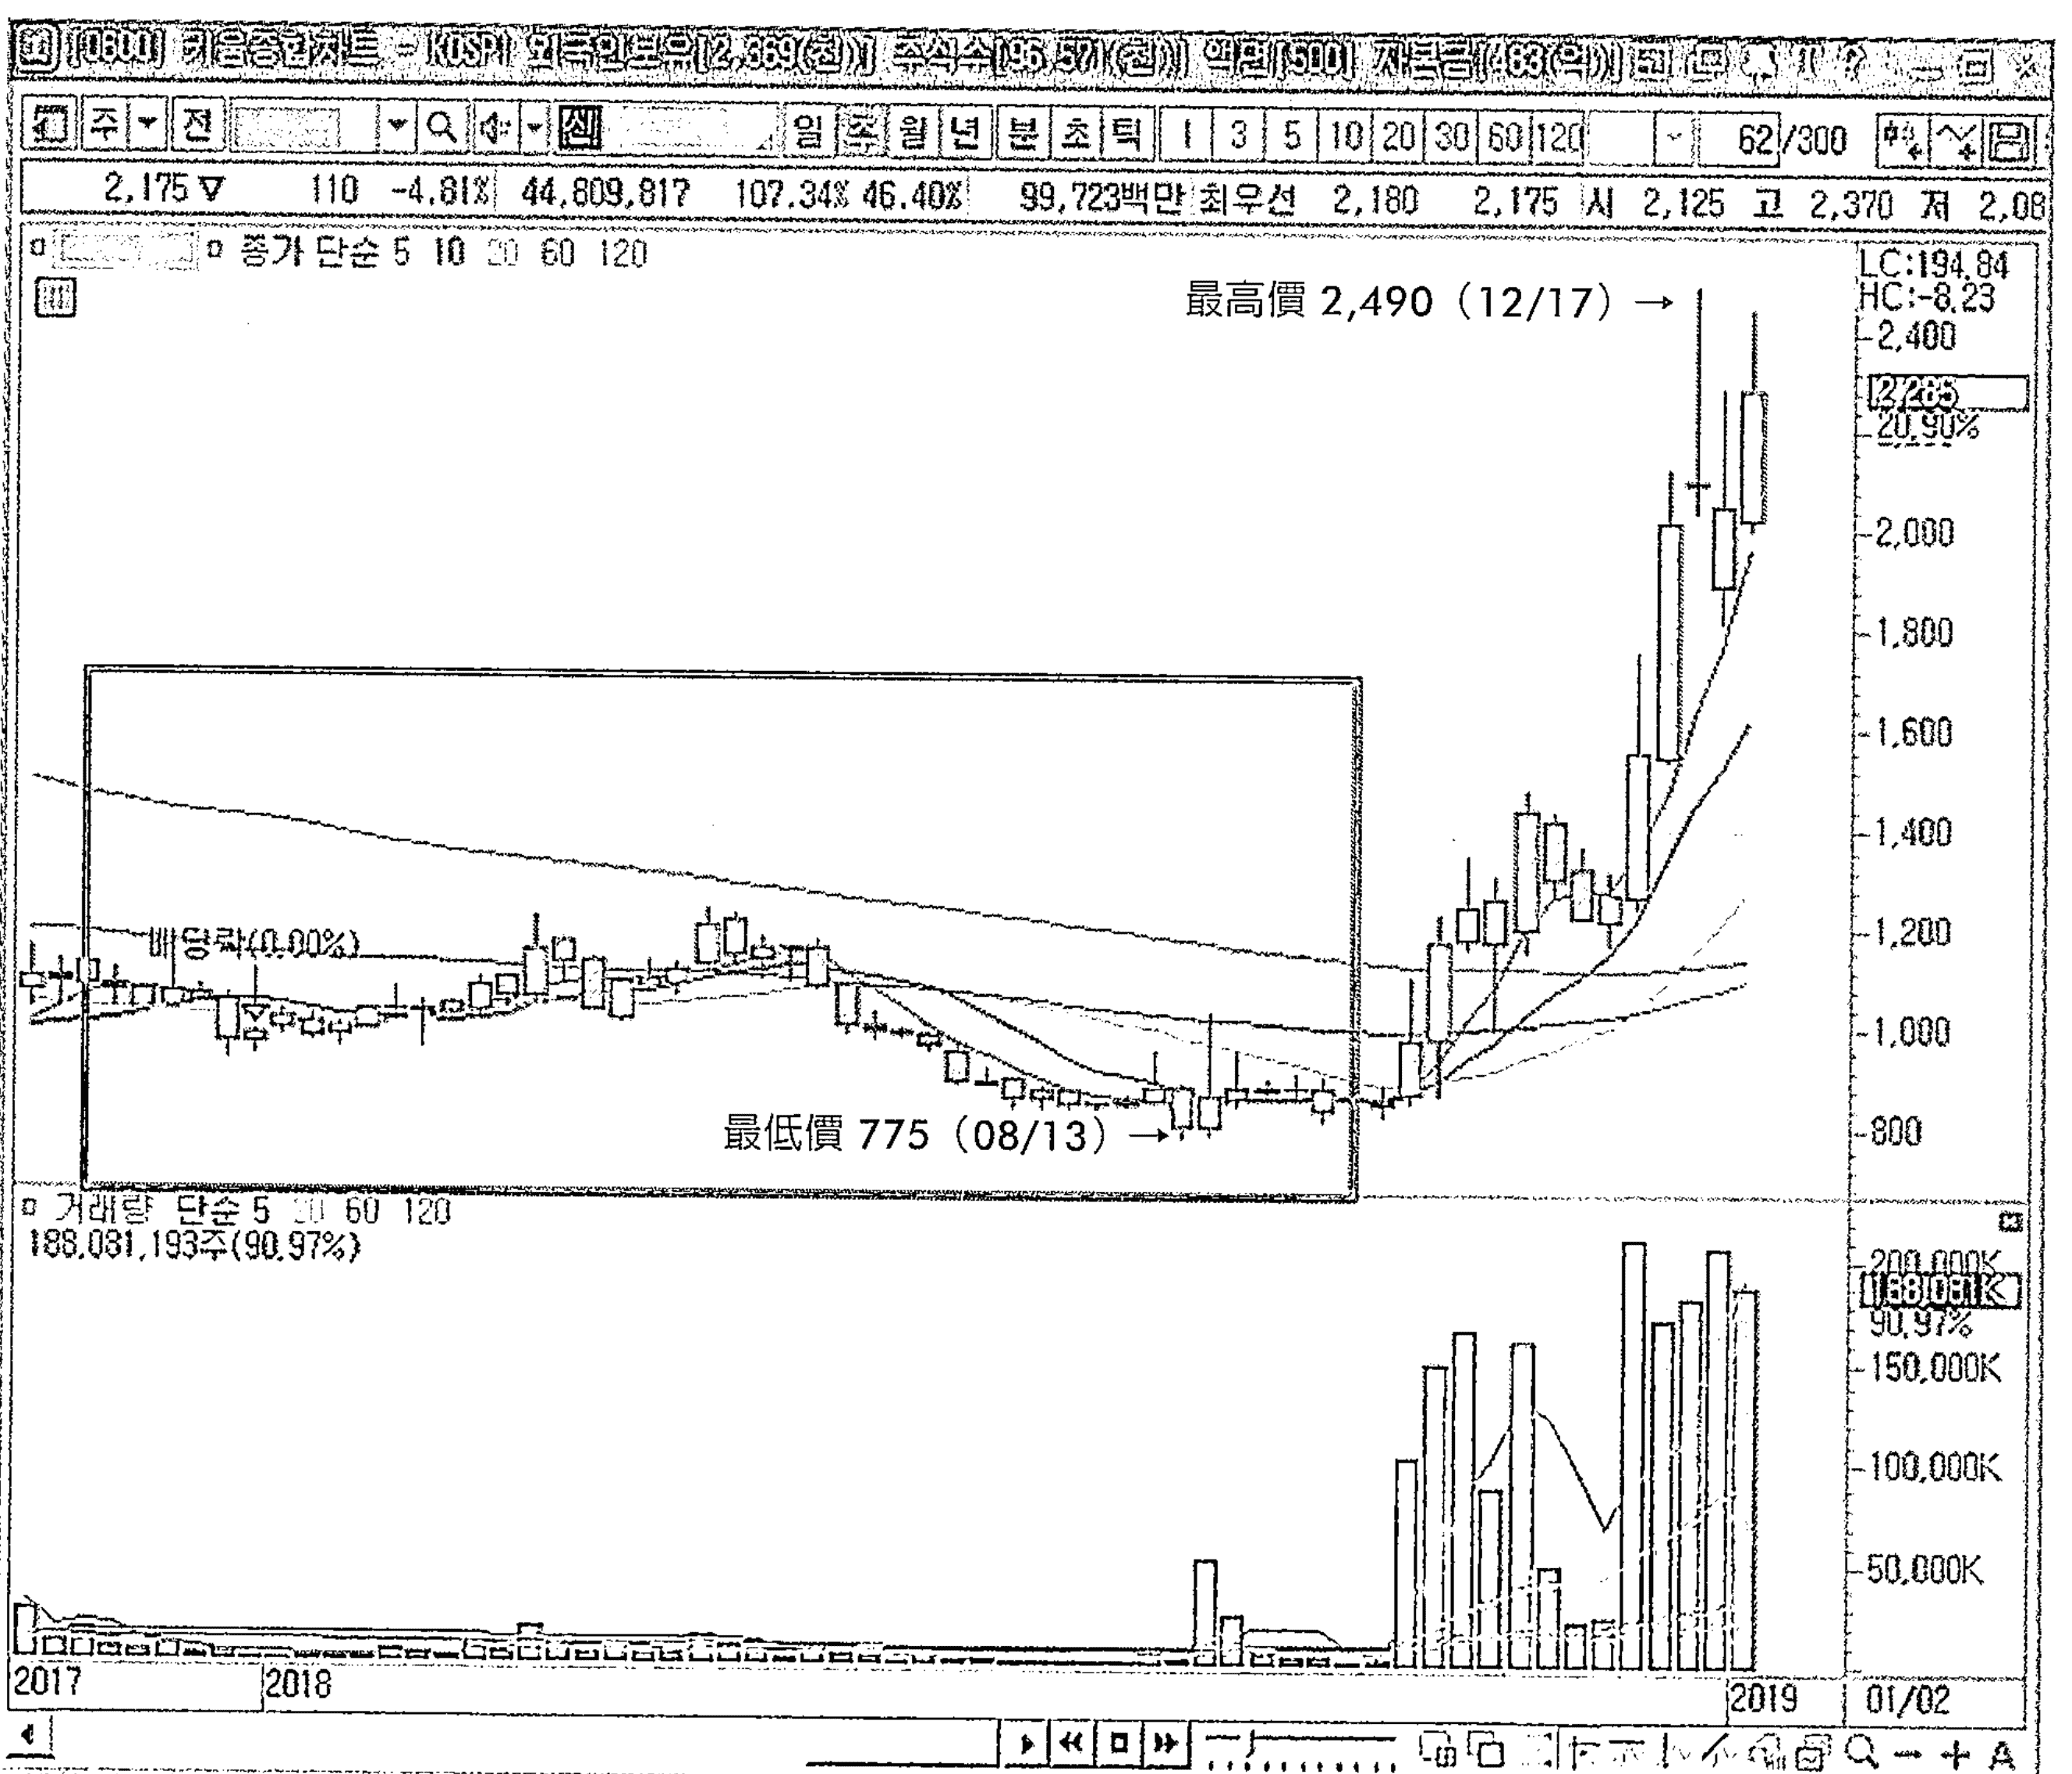 [0800] 키움종합차트 - KOSPI 외국인보유[2,369(천)] 주식수[96,571(천)] 액면[500] 자본금[483(억)]
주 전 신 일 주 월 년 분 초 틱 1 3 5 10 20 30 60 120 62/300
2,175 ▽ 110 -4.81% 44,809,817 107.34% 46.40% 99,723백만 최우선 2,180 2,175 시 2,125 고 2,370 저 2,08
종가 단순 5 10 20 60 120
LC:194.84
HC:-8.23
最高價 2,490（12/17）→
2,400
2,285
20.90%
2,000
1,800
1,600
1,400
1,200
배당락(0.00%)
1,000
最低價 775（08/13）→
800
거래량 단순 5 20 60 120
188,081,193주(90.97%)
200,000K
188,081K
90.97%
150,000K
100,000K
50,000K
2017 2018 2019 01/02
A